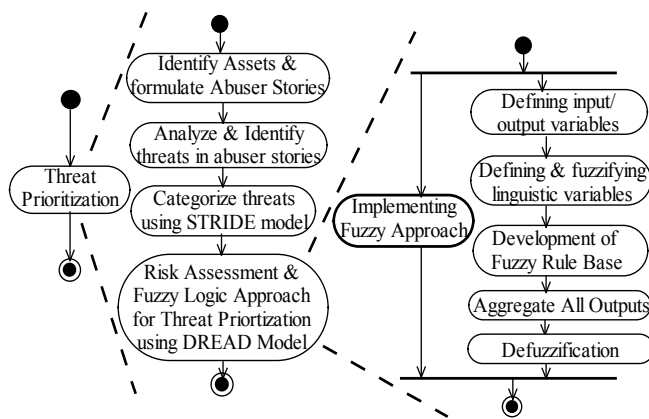 Threat
Prioritization
Identify Assets &
formulate Abuser Stories
Analyze & Identify
threats in abuser stories
Categorize threats
using STRIDE model
Risk Assessment &
Fuzzy Logic Approach
for Threat Priortization
using DREAD Model
Implementing
Fuzzy Approach
Defining input/
output variables
Defining & fuzzifying
linguistic variables
Development of
Fuzzy Rule Base
Aggregate All Outputs
Defuzzification